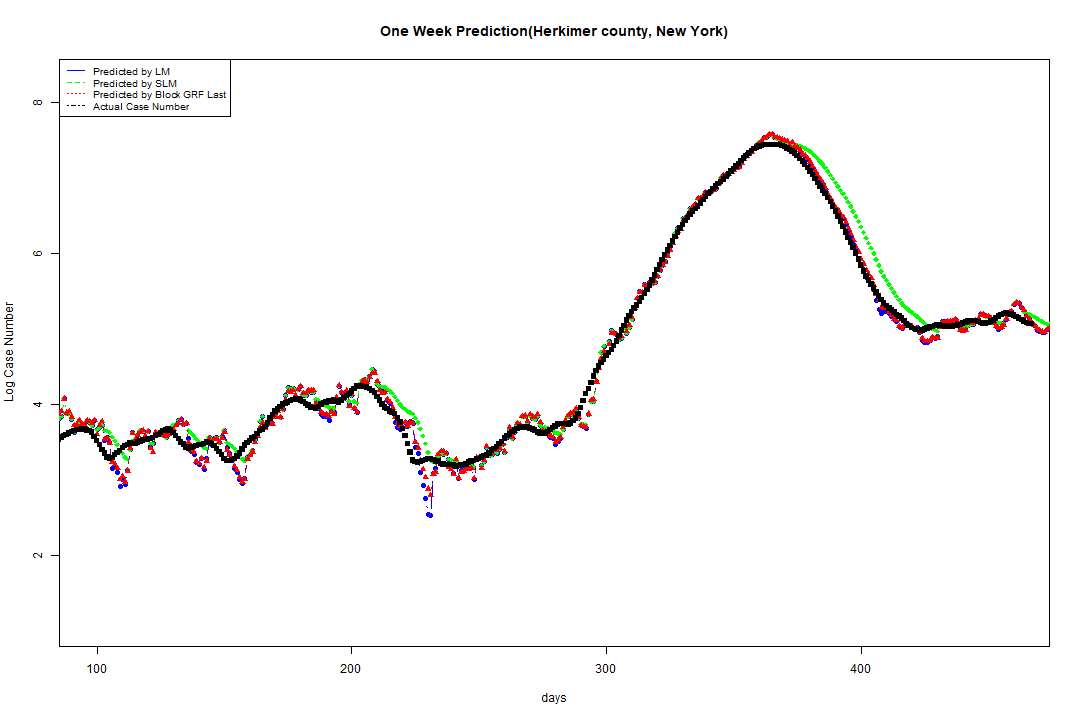 One Week Prediction(Herkimer county, New York)
Predicted by LM
Predicted by SLM
Predicted by Block GRF Last
Actual Case Number
8
6
4
2
Log Case Number
100 200 300 400
days